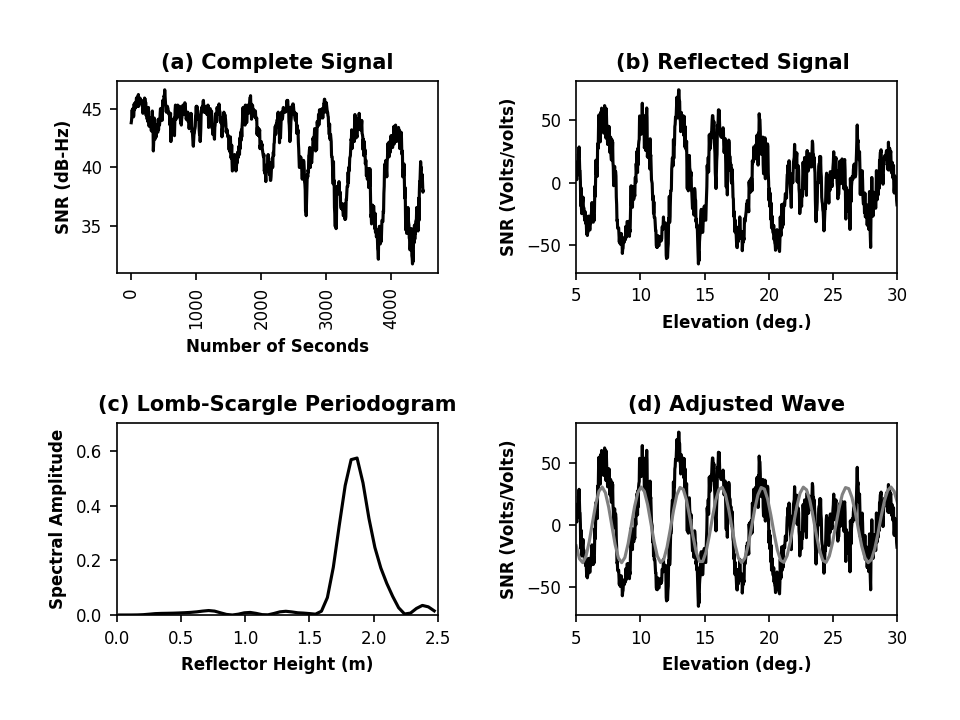 (a) Complete Signal
SNR (dB-Hz)
45
40
35
0
1000
2000
3000
4000
Number of Seconds
(b) Reflected Signal
SNR (Volts/volts)
50
0
−50
5 10 15 20 25 30
Elevation (deg.)
(c) Lomb-Scargle Periodogram
Spectral Amplitude
0.6
0.4
0.2
0.0
0.0 0.5 1.0 1.5 2.0 2.5
Reflector Height (m)
(d) Adjusted Wave
SNR (Volts/Volts)
50
0
−50
5 10 15 20 25 30
Elevation (deg.)